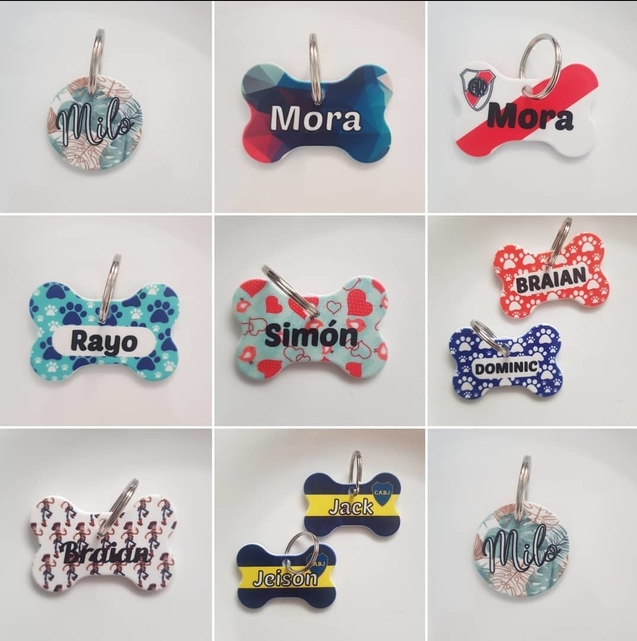 Milo
Mora
Mora
Rayo
Simón
BRAIAN
DOMINIC
Braian
Jack
CABJ
Jeison
Milo